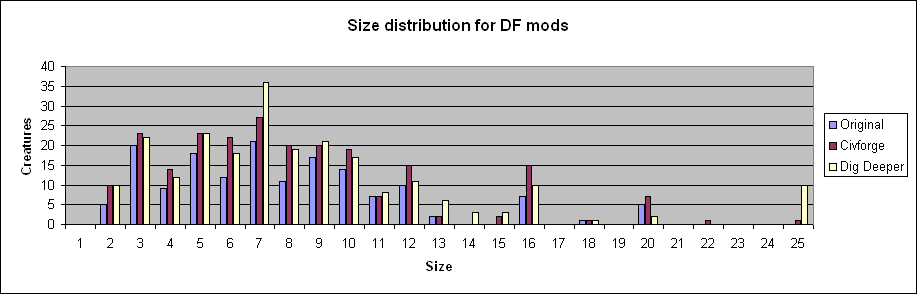 Size distribution for DF mods
40
35
30
25
20
15
10
5
0
Creatures
1 2 3 4 5 6 7 8 9 10 11 12 13 14 15 16 17 18 19 20 21 22 23 24 25
Size
Original
Civforge
Dig Deeper